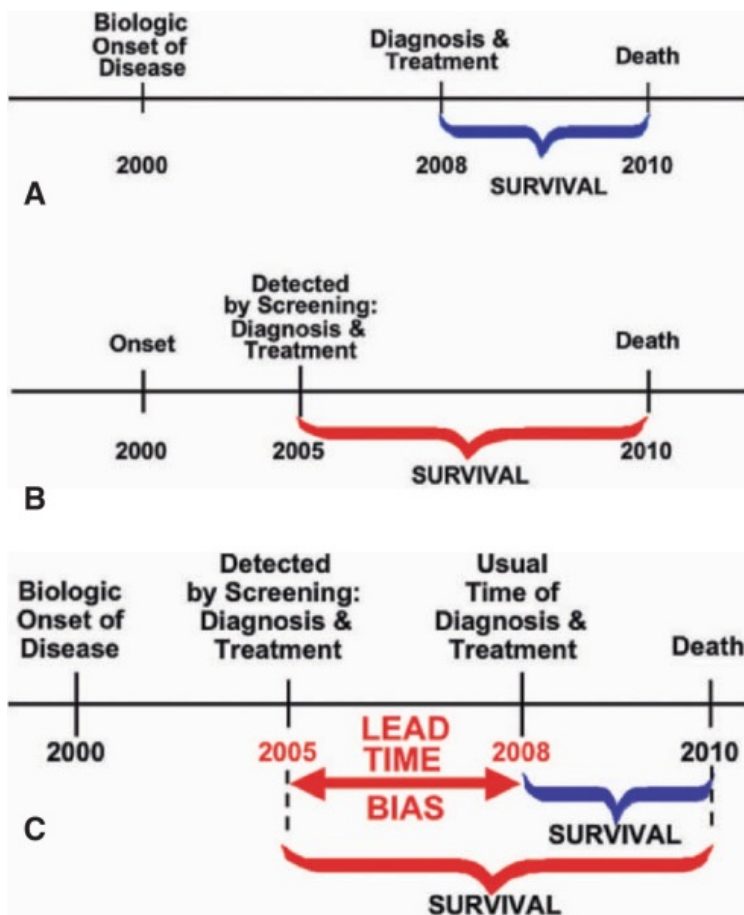 Biologic
Onset of
Disease
Diagnosis &
Treatment
Death
2000
2008
2010
SURVIVAL
A
Detected
by Screening:
Diagnosis &
Treatment
Onset
Death
2000
2005
2010
SURVIVAL
B
Biologic
Onset of
Disease
Detected
by Screening:
Diagnosis &
Treatment
Usual
Time of
Diagnosis &
Treatment
Death
2000
2005
LEAD
TIME
BIAS
2008
2010
SURVIVAL
C
SURVIVAL